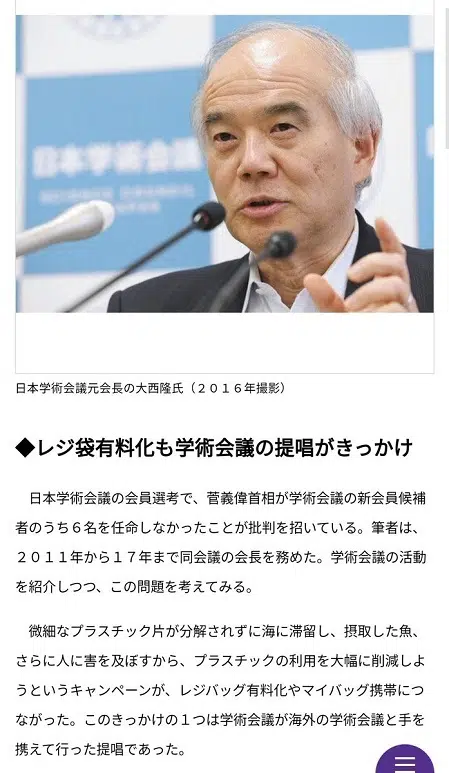 日本学術会議
日本学術会議元会長の大西隆氏（２０１６年撮影）
◆レジ袋有料化も学術会議の提唱がきっかけ
　日本学術会議の会員選考で、菅義偉首相が学術会議の新会員候補
者のうち６名を任命しなかったことが批判を招いている。筆者は、
２０１１年から１７年まで同会議の会長を務めた。学術会議の活動
を紹介しつつ、この問題を考えてみる。
　微細なプラスチック片が分解されずに海に滞留し、摂取した魚、
さらに人に害を及ぼすから、プラスチックの利用を大幅に削減しよ
うというキャンペーンが、レジバッグ有料化やマイバッグ携帯につ
ながった。このきっかけの１つは学術会議が海外の学術会議と手を
携えて行った提唱であった。